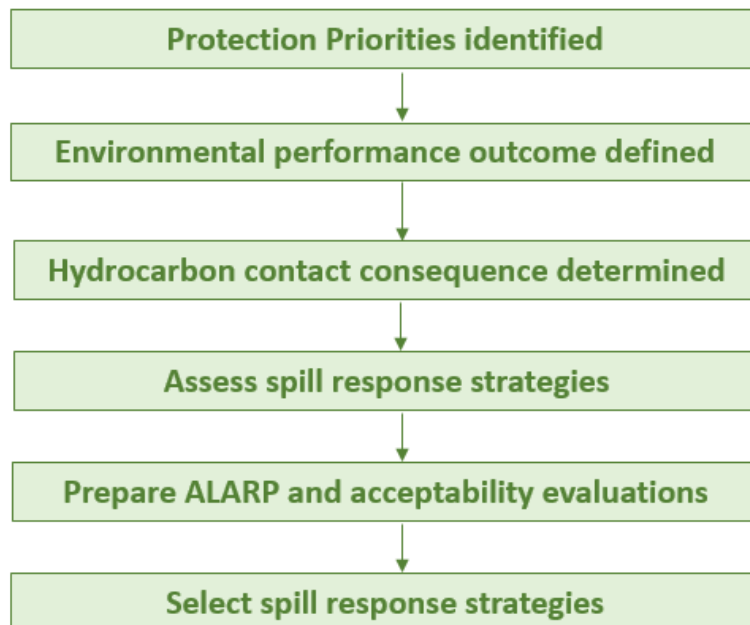 Protection Priorities identified
Environmental performance outcome defined
Hydrocarbon contact consequence determined
Assess spill response strategies
Prepare ALARP and acceptability evaluations
Select spill response strategies